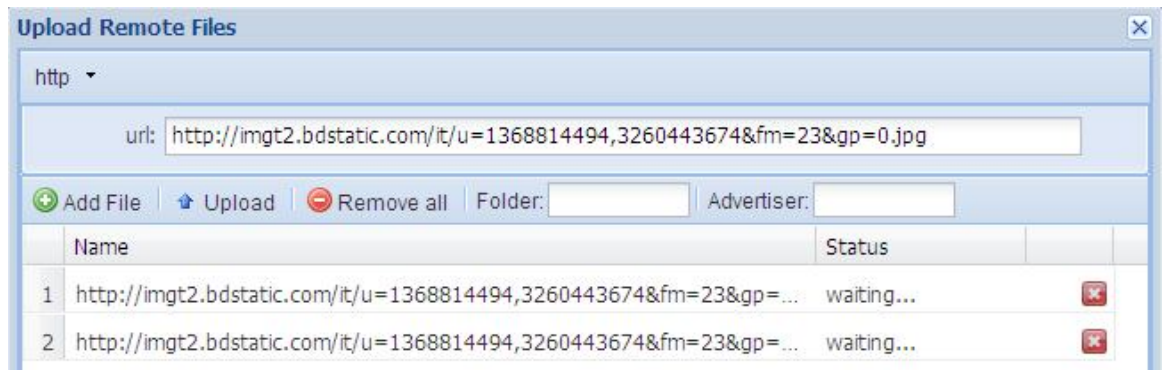 Upload Remote Files
http
url: http://imgt2.bdstatic.com/it/u=1368814494,3260443674&fm=23&gp=0.jpg
Add File Upload Remove all Folder: Advertiser:
Name Status
1 http://imgt2.bdstatic.com/it/u=1368814494,3260443674&fm=23&gp=... waiting...
2 http://imgt2.bdstatic.com/it/u=1368814494,3260443674&fm=23&gp=... waiting...